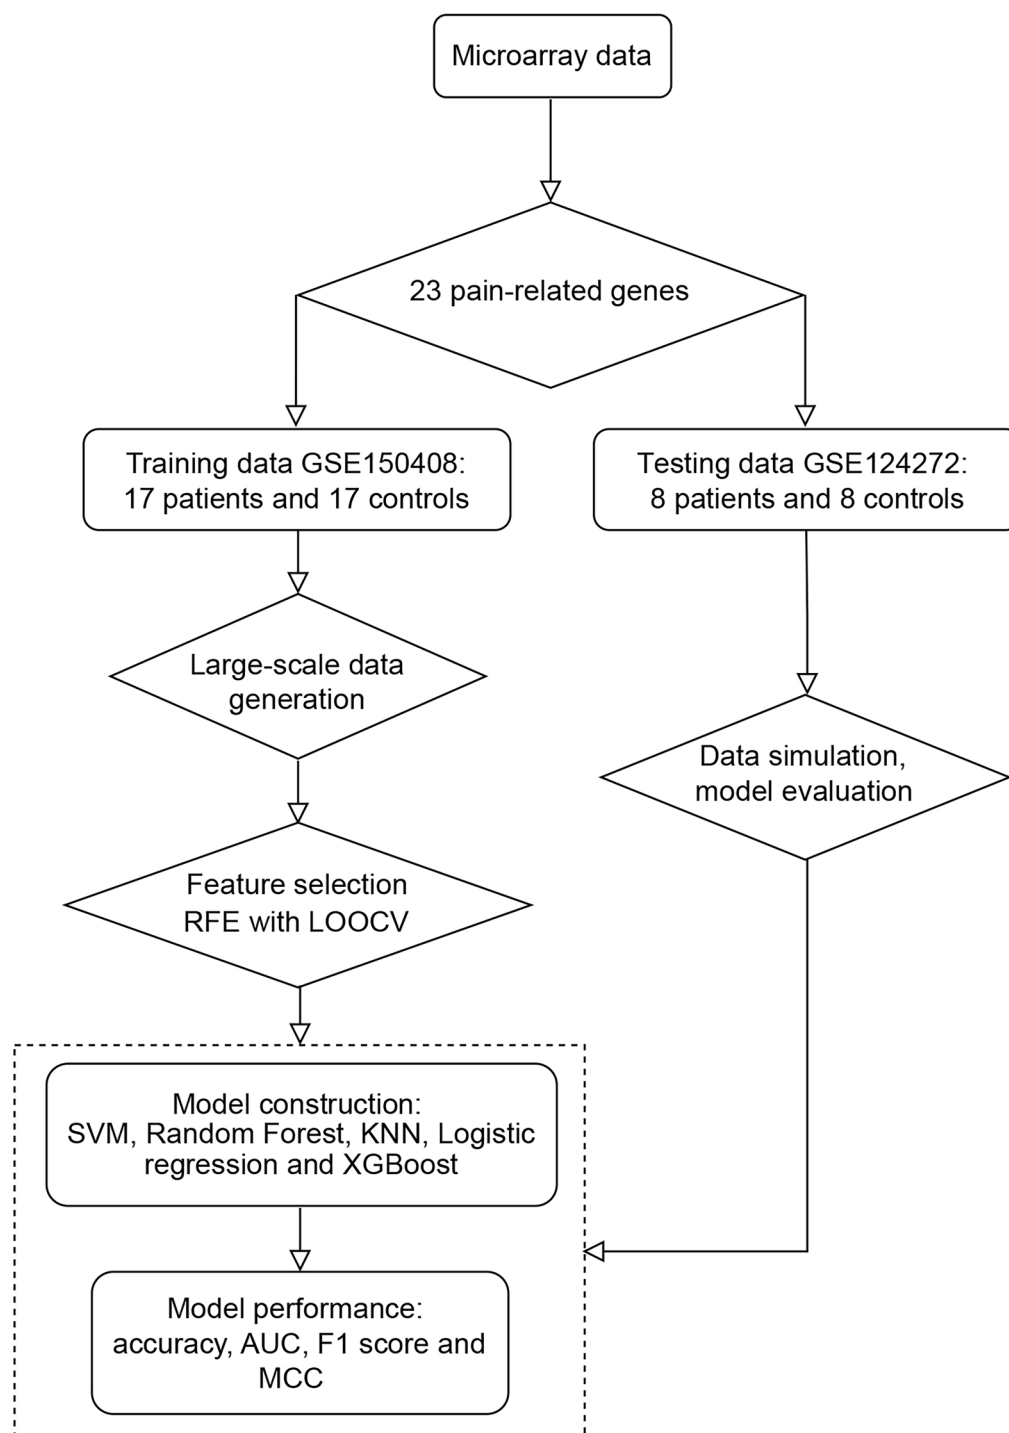 Microarray data
23 pain-related genes
Training data GSE150408:
17 patients and 17 controls
Testing data GSE124272:
8 patients and 8 controls
Large-scale data
generation
Data simulation,
model evaluation
Feature selection
RFE with LOOCV
Model construction:
SVM, Random Forest, KNN, Logistic
regression and XGBoost
Model performance:
accuracy, AUC, F1 score and
MCC